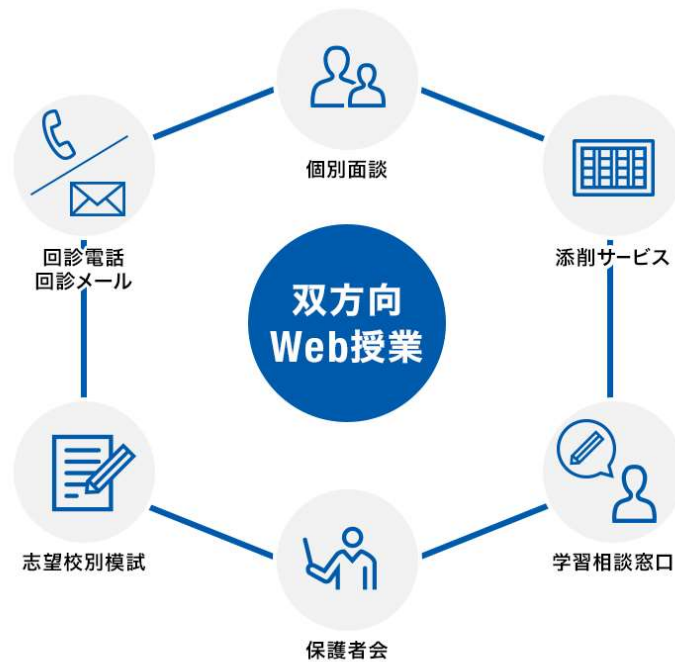 個別面談
回診電話
回診メール
添削サービス
双方向
Web授業
志望校別模試
学習相談窓口
保護者会